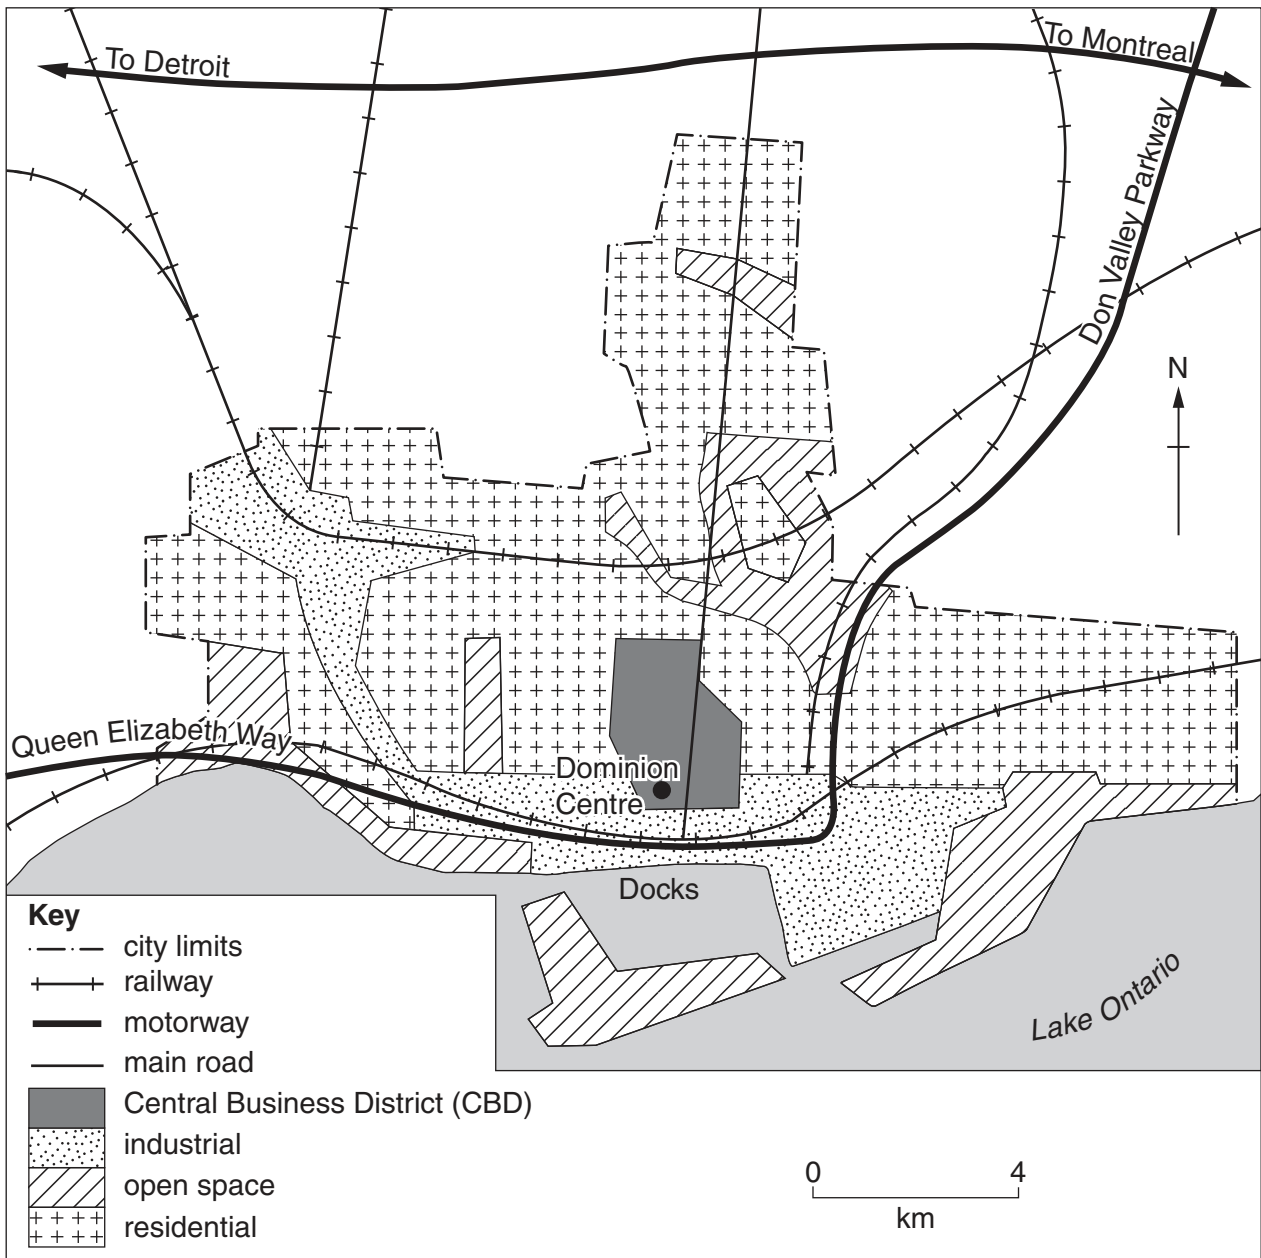 To Detroit
To Montreal
Don Valley Parkway
N
Queen Elizabeth Way
Dominion
Centre
Docks
Lake Ontario
Key
city limits
railway
motorway
main road
Central Business District (CBD)
industrial
open space
residential
0 4
km